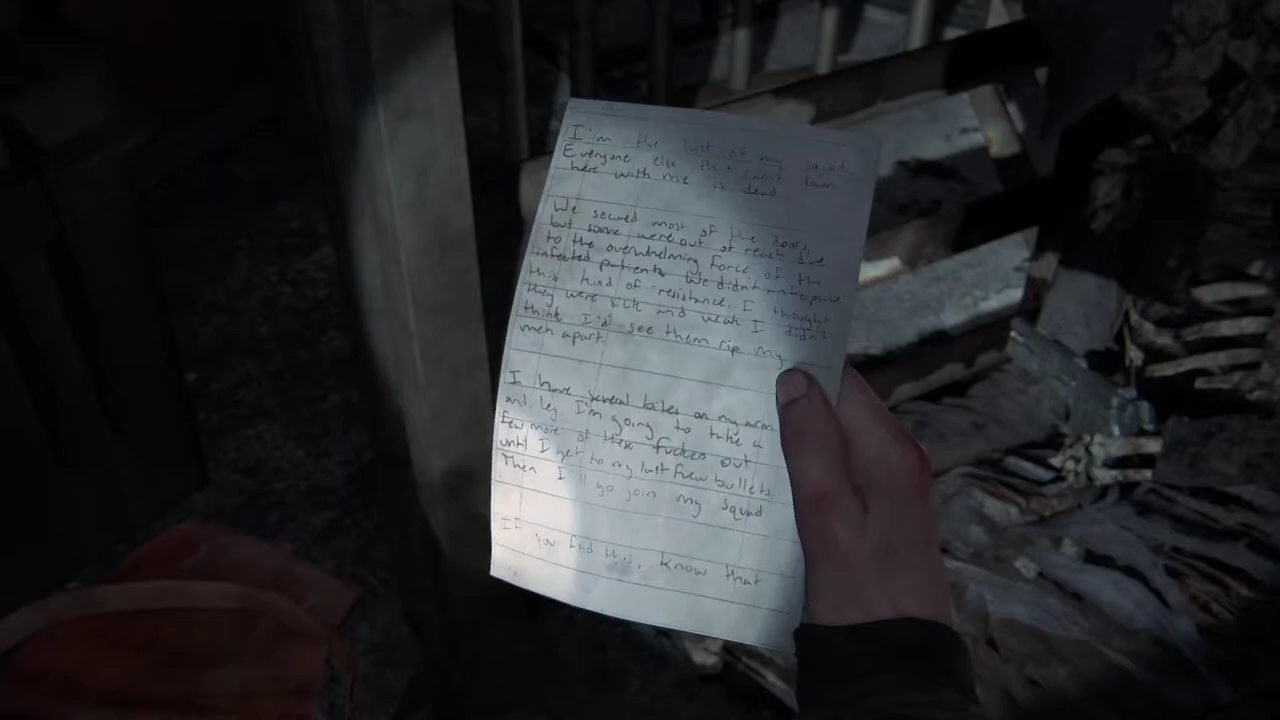 I'm the last of my squad.
Everyone else that came down
here with me is dead
We secured most of the doors,
but some were out of reach due
to the overwhelming force of the
infected patients. We didn't anticipate
this kind of resistance. I thought
they were sick and weak I didn't
think I'd see them rip my
men apart.
I have several bites on my arm
and leg I'm going to take a
few more of these fuckers out
until I get to my last few bullets.
Then I'll go join my squad
If you find this, know that